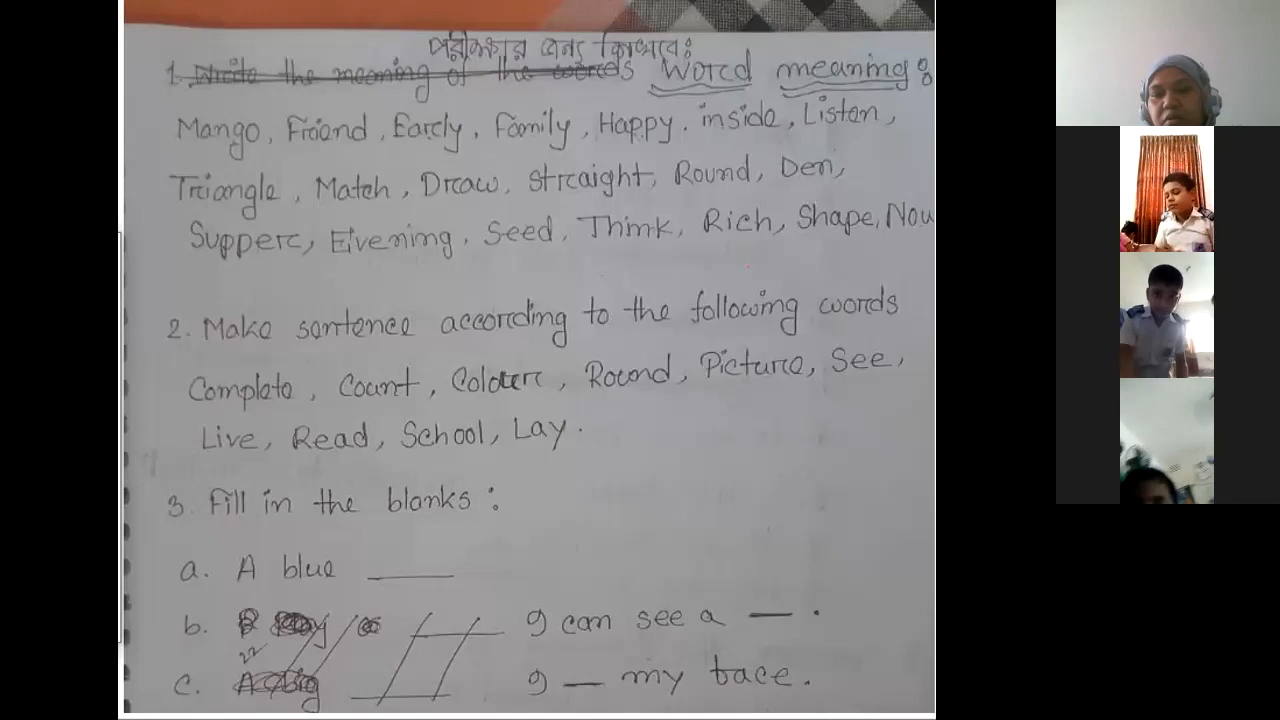 পরীক্ষার জন্য লিখবেঃ
1. Write the meaning of the words Word meaning:
Mango, Friend, Early, Family, Happy, inside, Listen,
Triangle, Match, Draw, Straight, Round, Den,
Supper, Evening, Seed, Think, Rich, Shape, Nou
2. Make sentence according to the following words
Complete, Count, Colour, Round, Picture, See,
Live, Read, School, Lay.
3. Fill in the blanks:
a. A blue ____
b. I can see a __.
c. I __ my face.